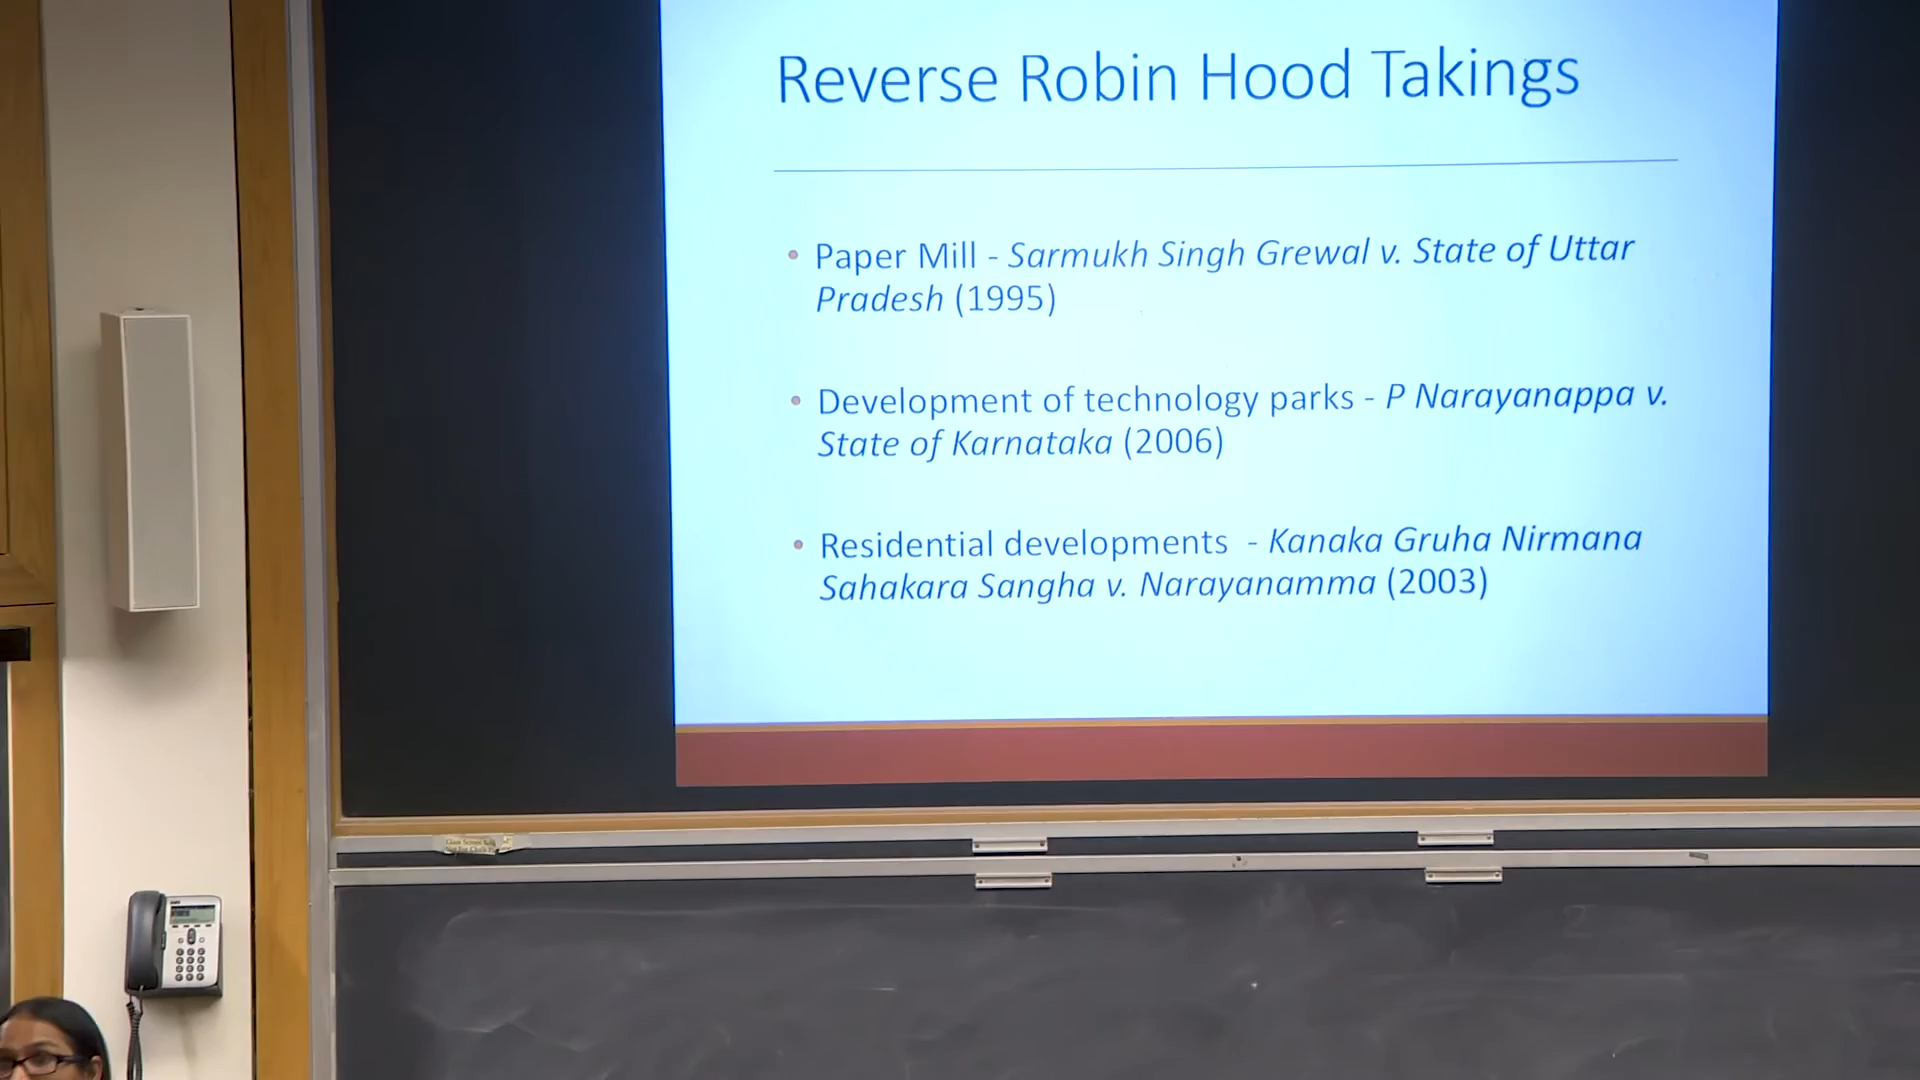 Reverse Robin Hood Takings
• Paper Mill - Sarmukh Singh Grewal v. State of Uttar
Pradesh (1995)
• Development of technology parks - P Narayanappa v.
State of Karnataka (2006)
• Residential developments - Kanaka Gruha Nirmana
Sahakara Sangha v. Narayanamma (2003)